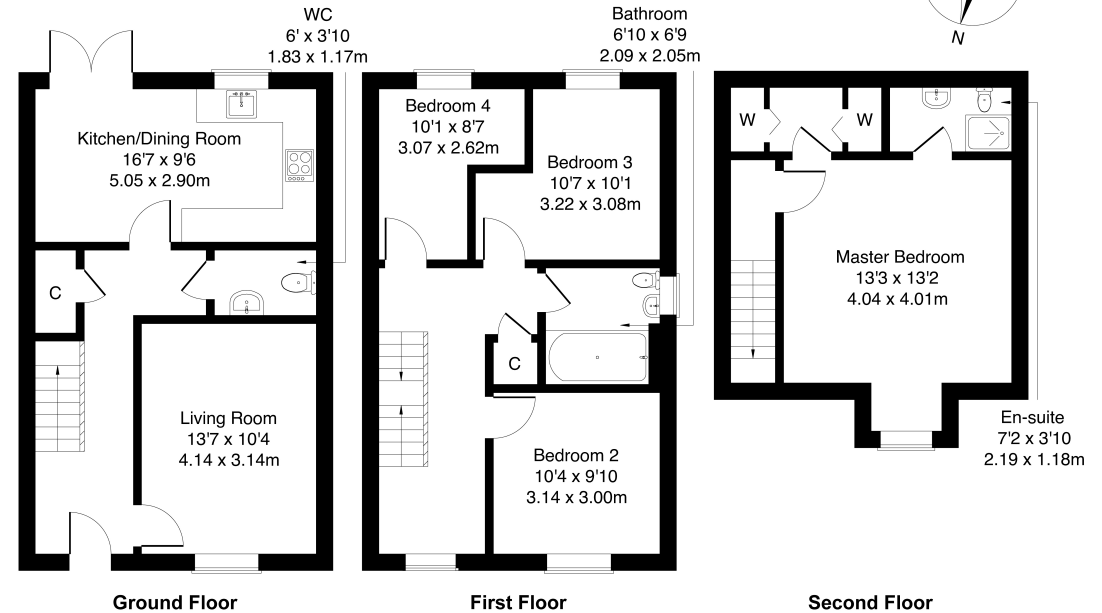 WC
6' x 3'10
1.83 x 1.17m
Kitchen/Dining Room
16'7 x 9'6
5.05 x 2.90m
C
Living Room
13'7 x 10'4
4.14 x 3.14m
Ground Floor
Bathroom
6'10 x 6'9
2.09 x 2.05m
Bedroom 4
10'1 x 8'7
3.07 x 2.62m
Bedroom 3
10'7 x 10'1
3.22 x 3.08m
C
Bedroom 2
10'4 x 9'10
3.14 x 3.00m
First Floor
N
W
W
Master Bedroom
13'3 x 13'2
4.04 x 4.01m
En-suite
7'2 x 3'10
2.19 x 1.18m
Second Floor